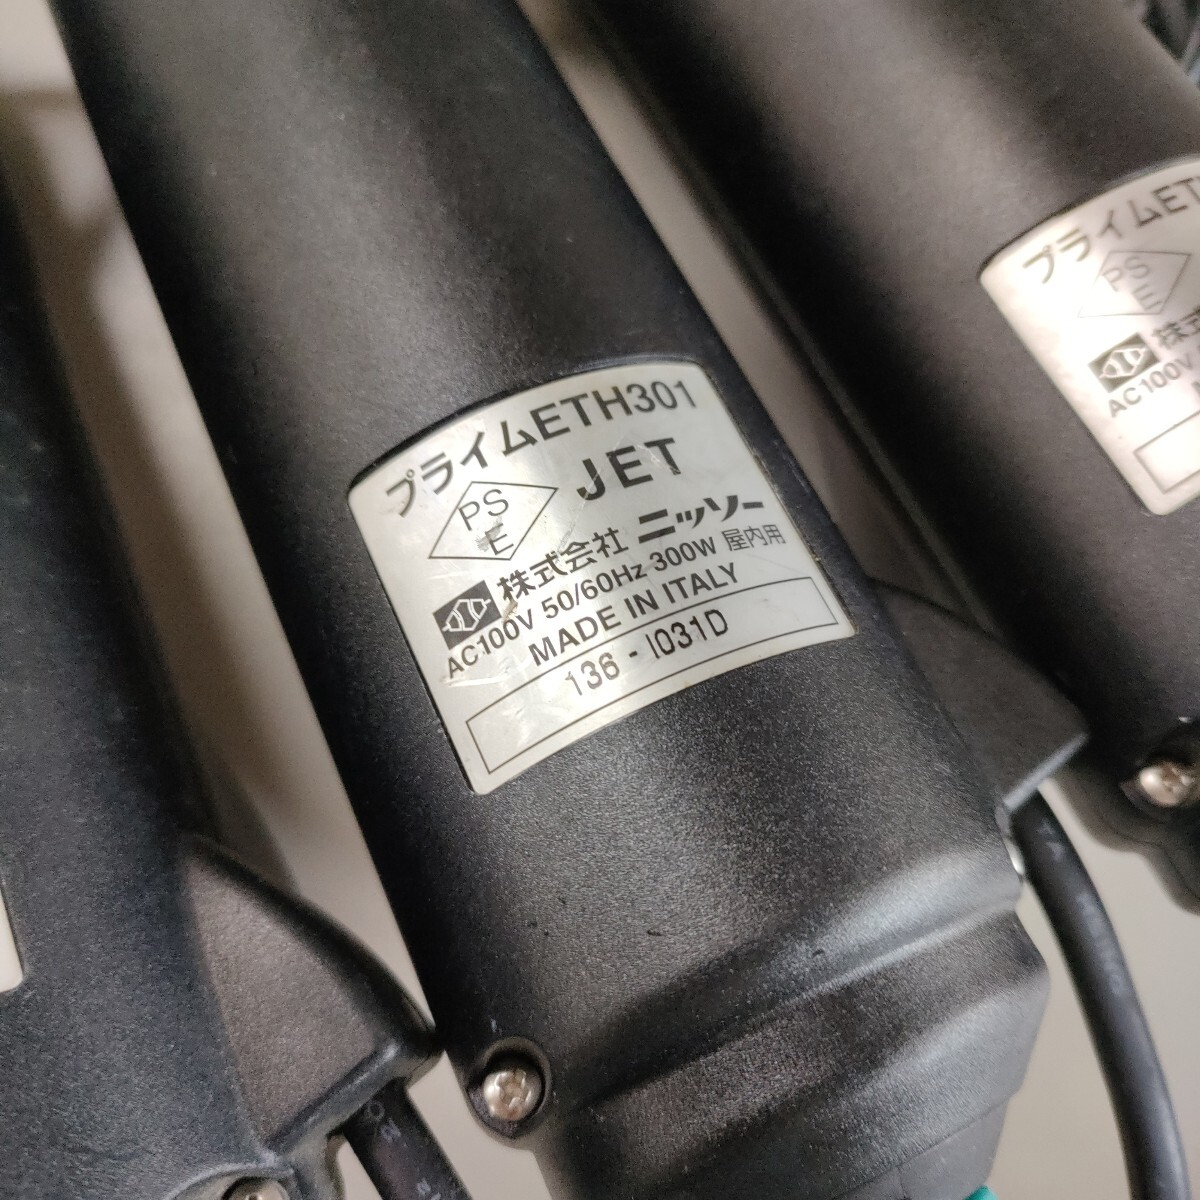 プライムETH301
PS
E
JET
株式会社 ニッソー
AC100V 50/60Hz 300W 屋内用
MADE IN ITALY
136 - I031D
プライムET
PS
E
株式
AC100V